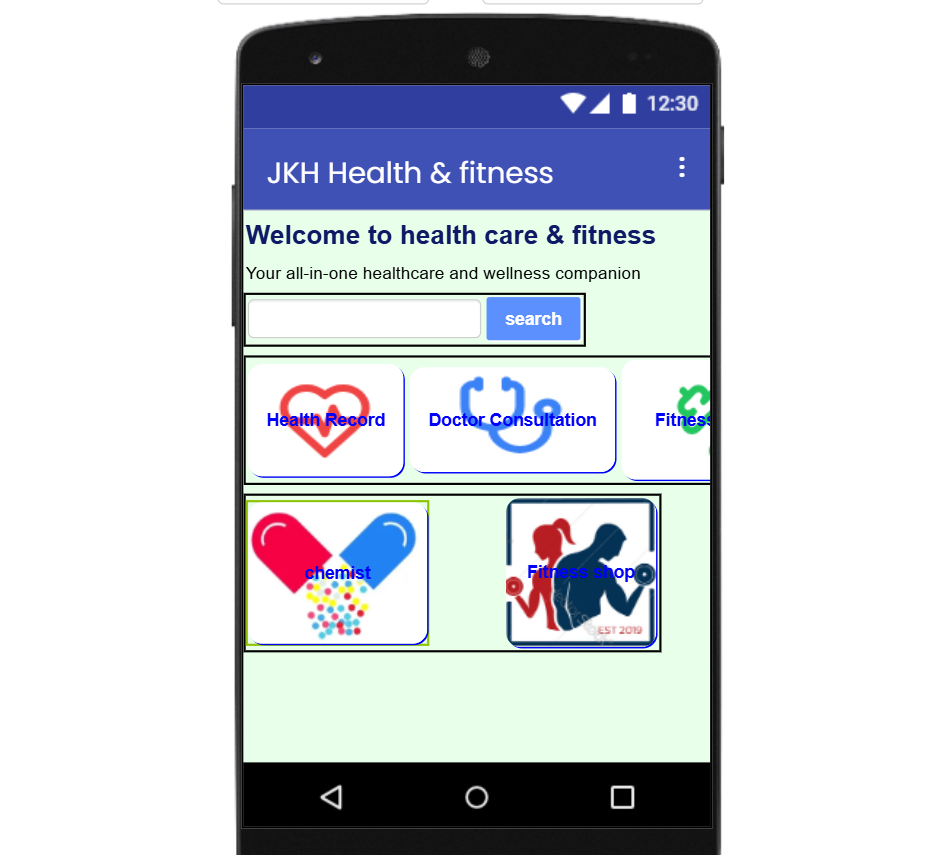 12:30
JKH Health & fitness
Welcome to health care & fitness
Your all-in-one healthcare and wellness companion
search
Health Record
Doctor Consultation
Fitness
chemist
Fitness shop
EST 2019